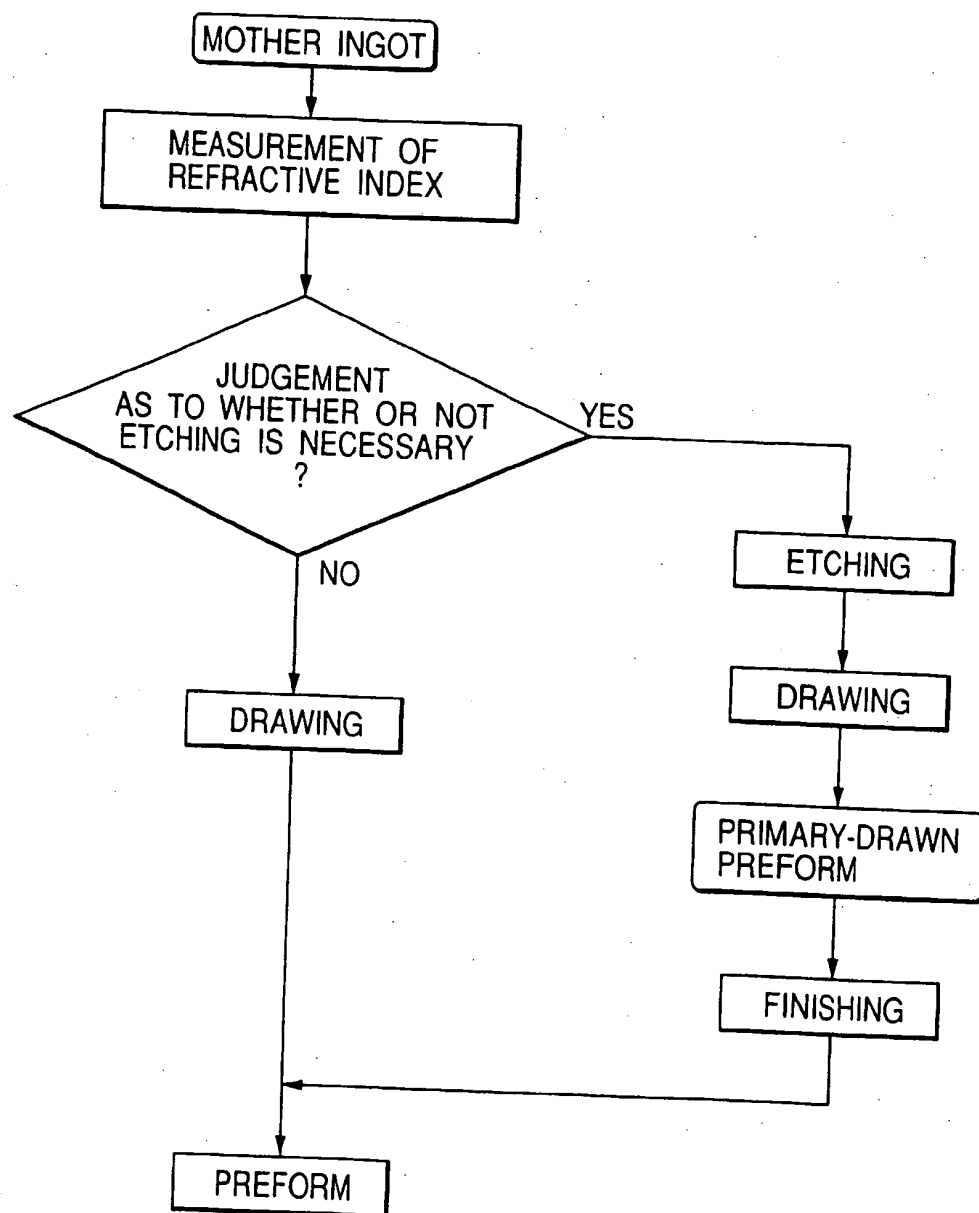 MOTHER INGOT
MEASUREMENT OF
REFRACTIVE INDEX
JUDGEMENT
AS TO WHETHER OR NOT
ETCHING IS NECESSARY
?
YES
NO
ETCHING
DRAWING
DRAWING
PRIMARY-DRAWN
PREFORM
FINISHING
PREFORM